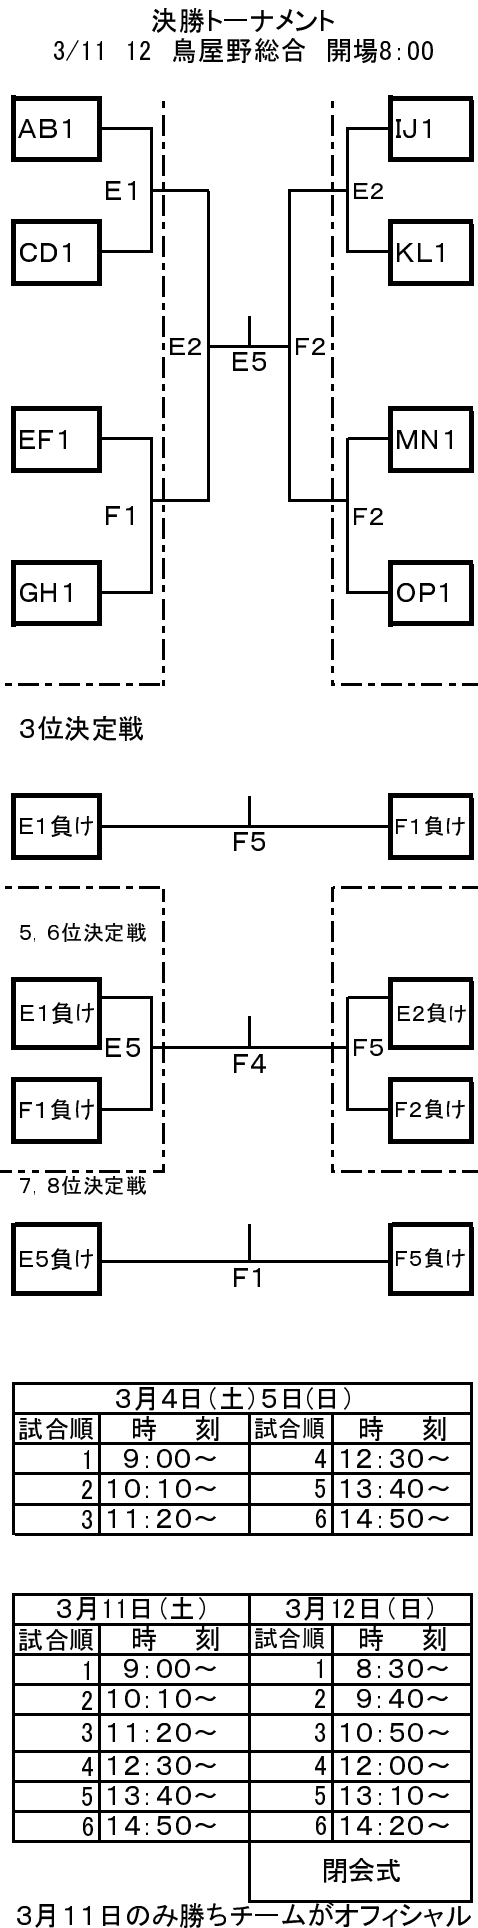 決勝トーナメント
3/11 12 鳥屋野総合 開場8:00
AB1 IJ1
E1 E2
CD1 KL1
E2 E5 F2
EF1 MN1
F1 F2
GH1 OP1
3位決定戦
E1負け F5 F1負け
5, 6位決定戦
E1負け E2負け
E5 F4 F5
F1負け F2負け
7, 8位決定戦
E5負け F1 F5負け
3月4日(土)5日(日)
試合順 時 刻 試合順 時 刻
1 9:00～ 4 12:30～
2 10:10～ 5 13:40～
3 11:20～ 6 14:50～
3月11日(土) 3月12日(日)
試合順 時 刻 試合順 時 刻
1 9:00～ 1 8:30～
2 10:10～ 2 9:40～
3 11:20～ 3 10:50～
4 12:30～ 4 12:00～
5 13:40～ 5 13:10～
6 14:50～ 6 14:20～
閉会式
3月11日のみ勝ちチームがオフィシャル